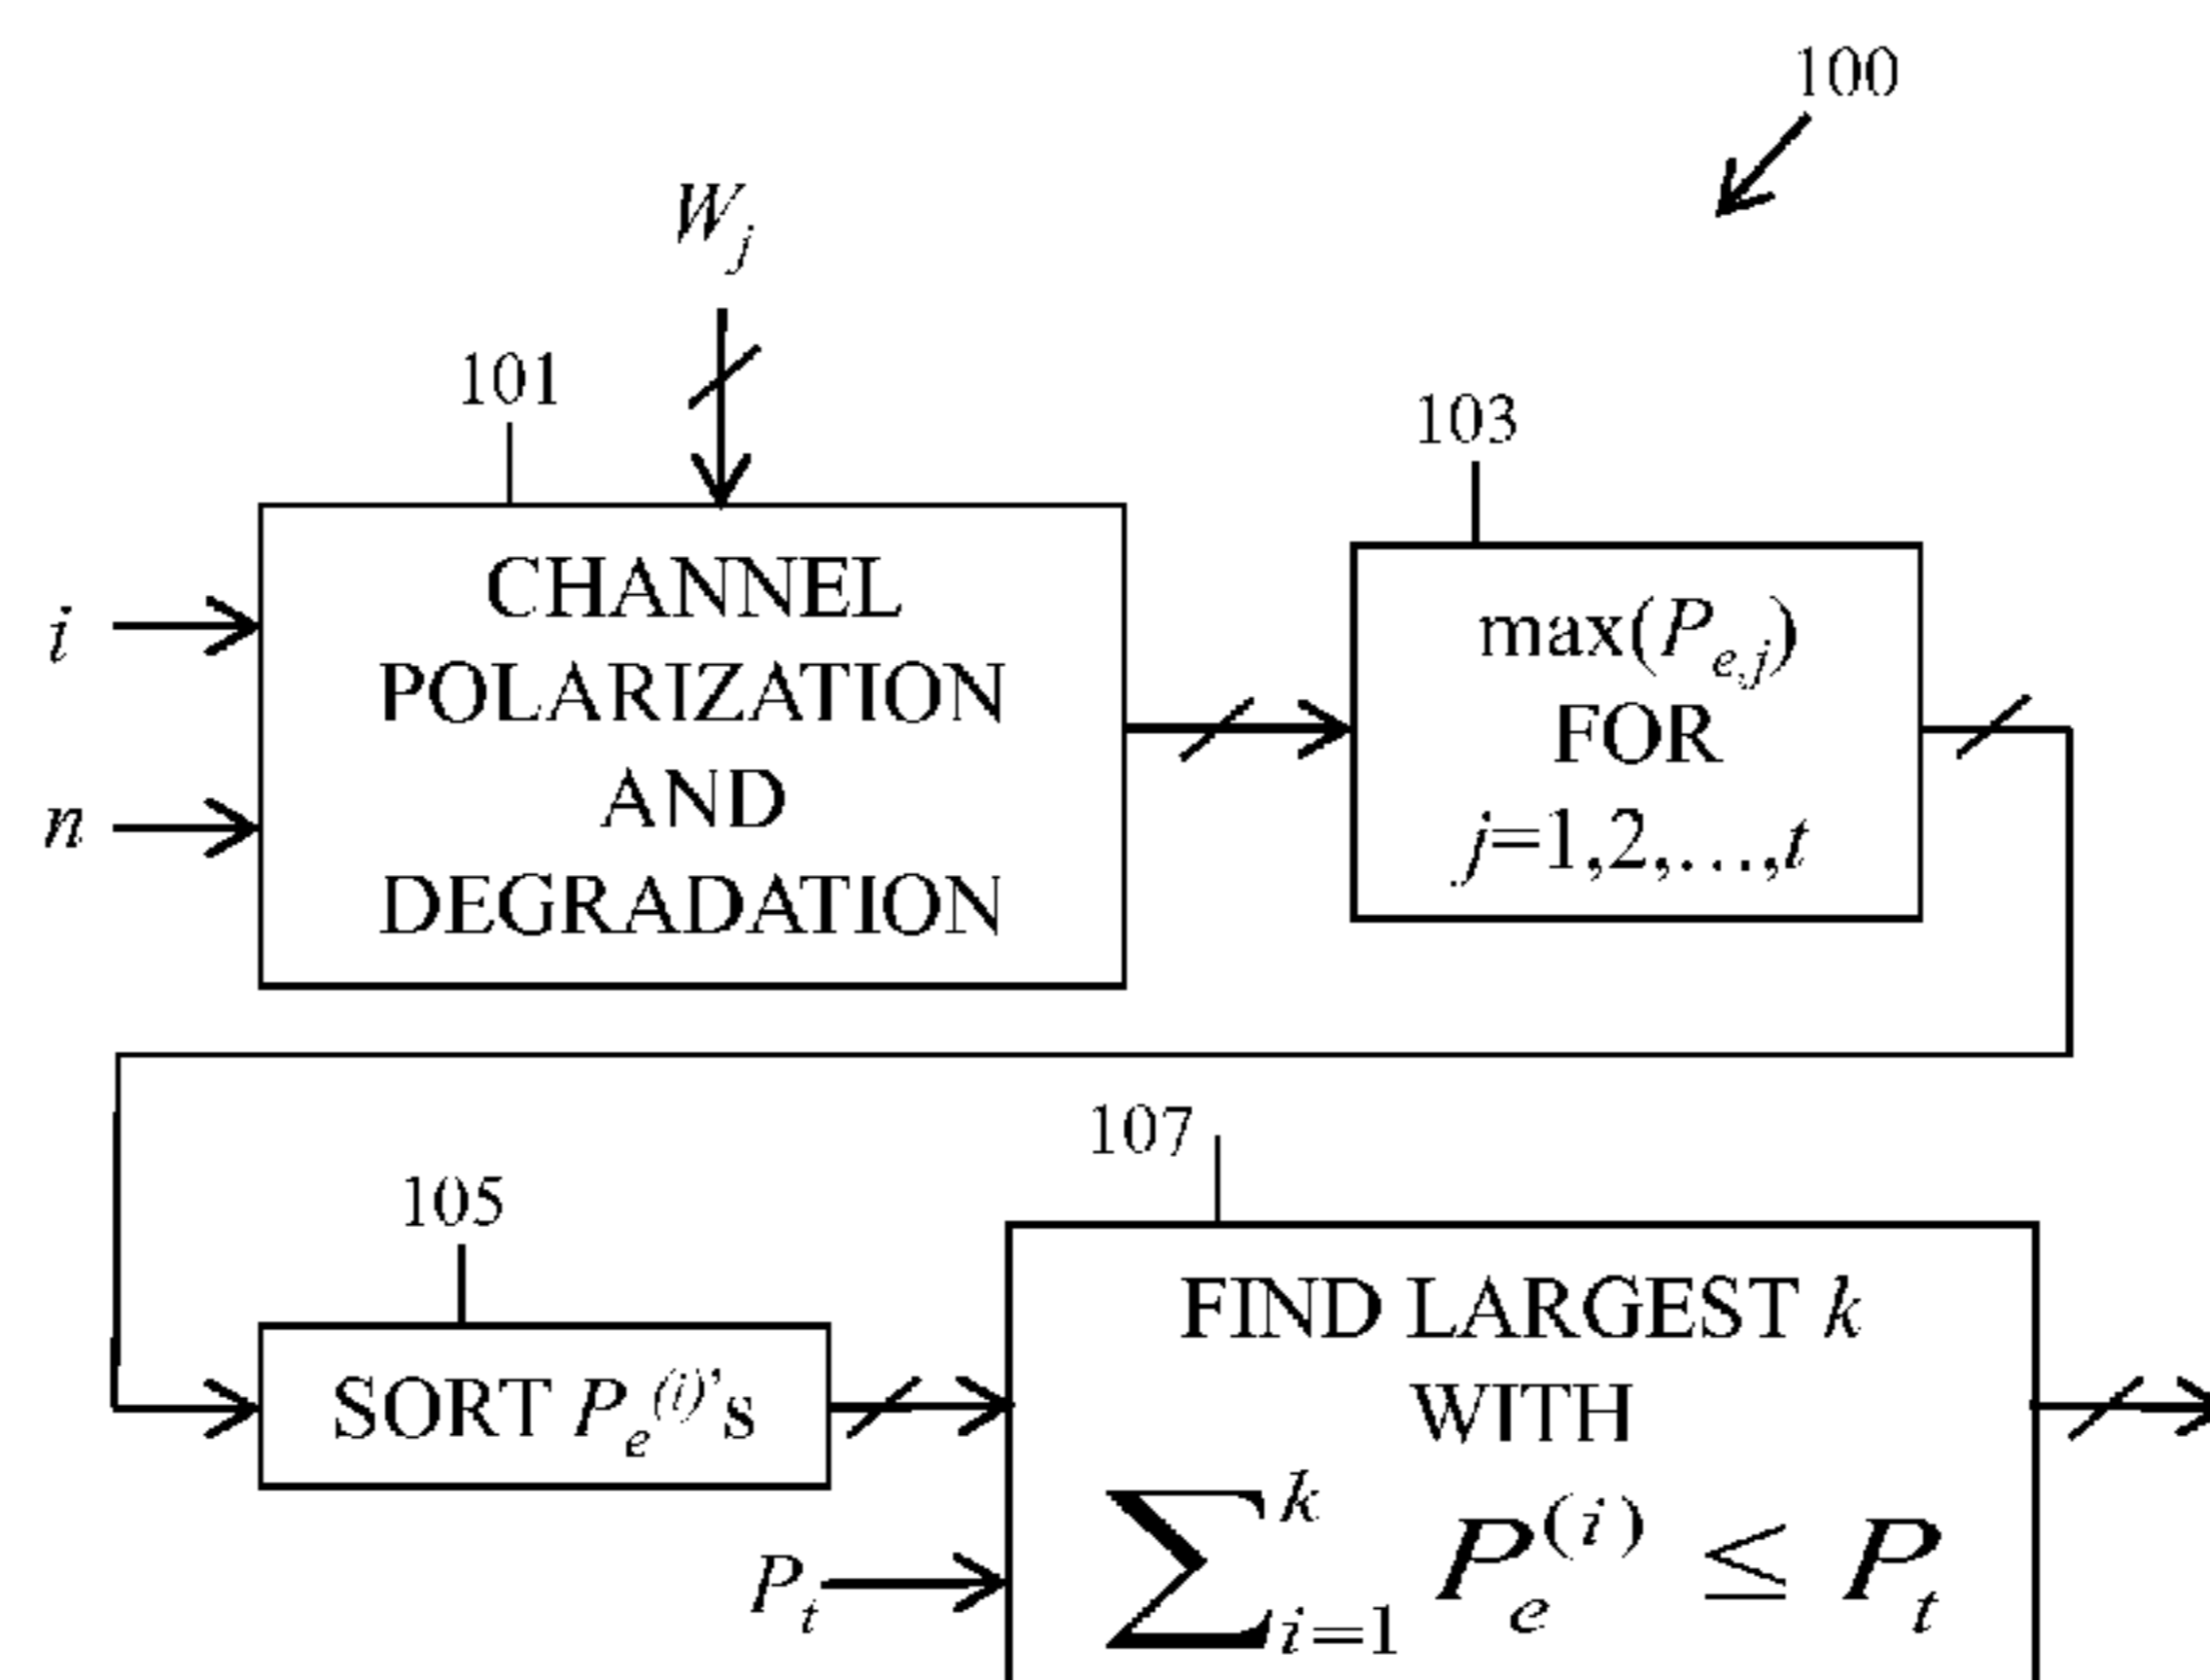 100
W_j
101
103
i
n
CHANNEL
POLARIZATION
AND
DEGRADATION
max(P_{e,j})
FOR
j=1,2,...,t
107
105
SORT P_e^{(i)}'s
FIND LARGEST k
WITH
∑_{i=1}^{k} P_e^{(i)} ≤ P_t
P_t